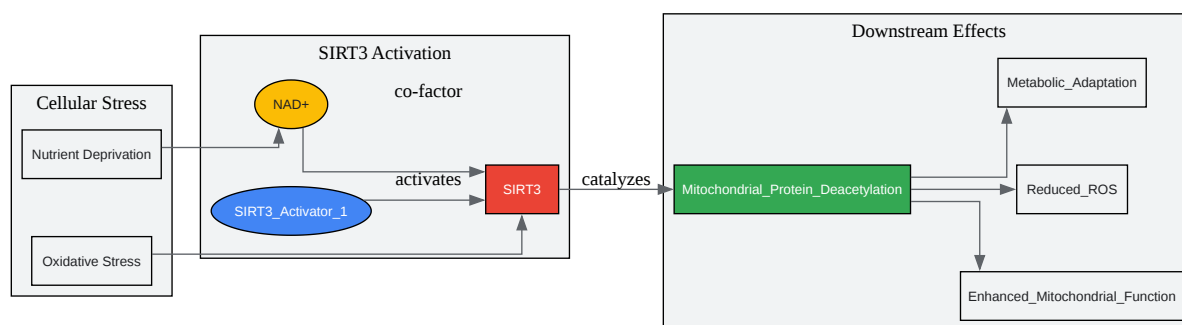 Cellular Stress
Nutrient Deprivation
Oxidative Stress
SIRT3 Activation
NAD+
co-factor
activates
SIRT3_Activator_1
SIRT3
catalyzes
Downstream Effects
Mitochondrial_Protein_Deacetylation
Metabolic_Adaptation
Reduced_ROS
Enhanced_Mitochondrial_Function